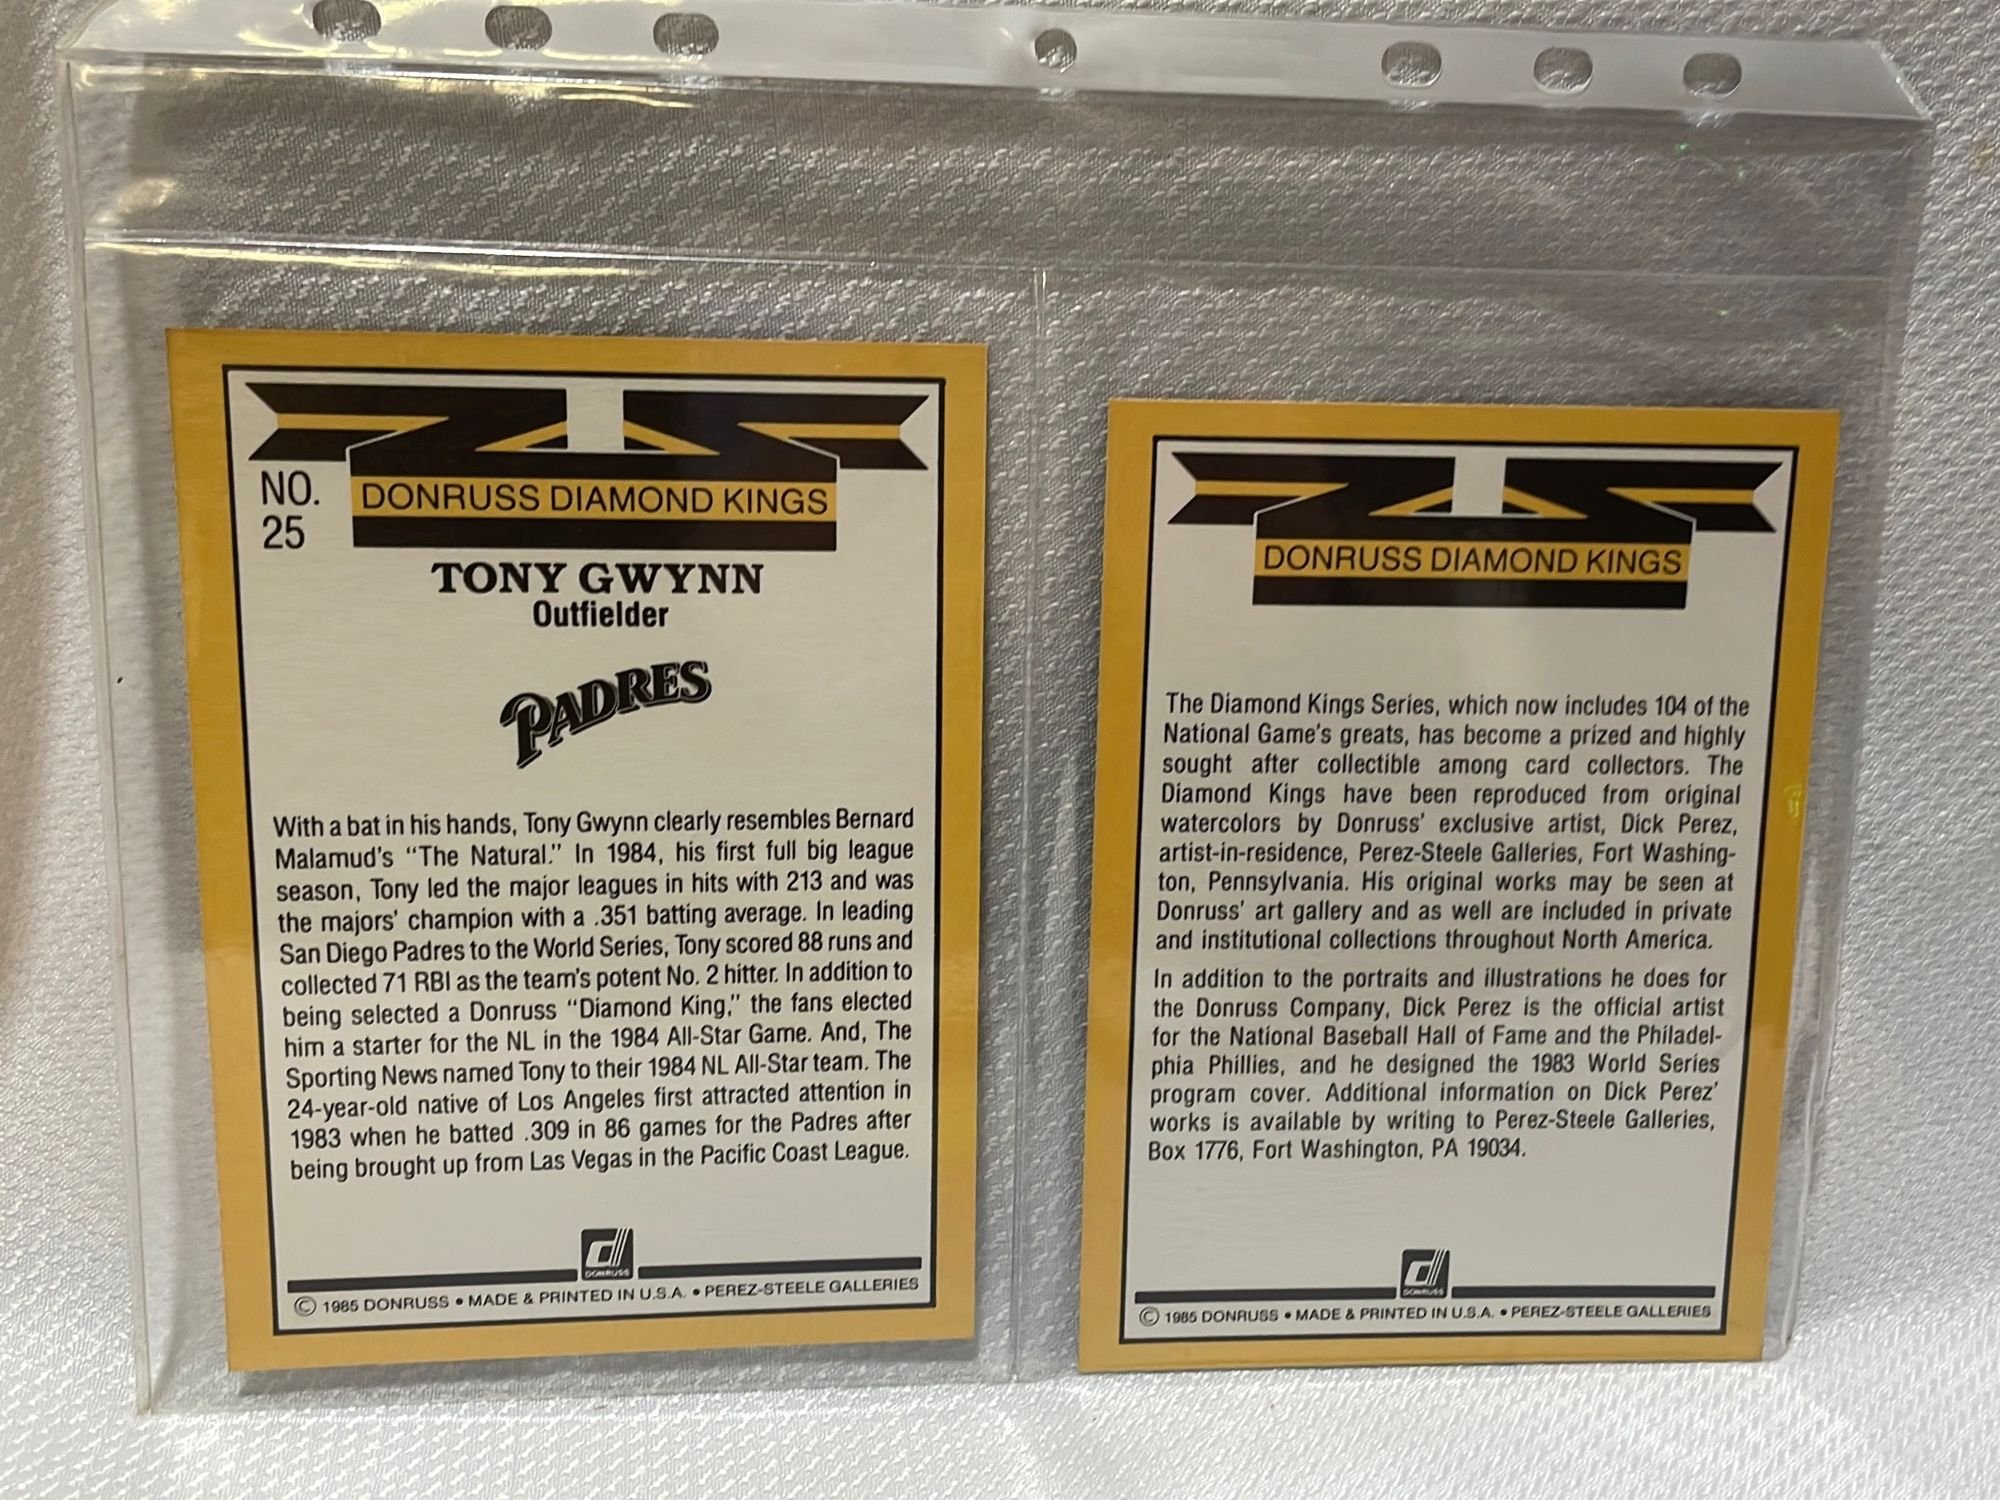 NO.
25
DONRUSS DIAMOND KINGS
TONY GWYNN
Outfielder
PADRES
With a bat in his hands, Tony Gwynn clearly resembles Bernard
Malamud's "The Natural." In 1984, his first full big league
season, Tony led the major leagues in hits with 213 and was
the majors' champion with a .351 batting average. In leading
San Diego Padres to the World Series, Tony scored 88 runs and
collected 71 RBI as the team's potent No. 2 hitter. In addition to
being selected a Donruss "Diamond King," the fans elected
him a starter for the NL in the 1984 All-Star Game. And, The
Sporting News named Tony to their 1984 NL All-Star team. The
24-year-old native of Los Angeles first attracted attention in
1983 when he batted .309 in 86 games for the Padres after
being brought up from Las Vegas in the Pacific Coast League.
d
DONRUSS
© 1985 DONRUSS • MADE & PRINTED IN U.S.A. • PEREZ-STEELE GALLERIES
DONRUSS DIAMOND KINGS
The Diamond Kings Series, which now includes 104 of the
National Game's greats, has become a prized and highly
sought after collectible among card collectors. The
Diamond Kings have been reproduced from original
watercolors by Donruss' exclusive artist, Dick Perez,
artist-in-residence, Perez-Steele Galleries, Fort Washing-
ton, Pennsylvania. His original works may be seen at
Donruss' art gallery and as well are included in private
and institutional collections throughout North America.
In addition to the portraits and illustrations he does for
the Donruss Company, Dick Perez is the official artist
for the National Baseball Hall of Fame and the Philadel-
phia Phillies, and he designed the 1983 World Series
program cover. Additional information on Dick Perez'
works is available by writing to Perez-Steele Galleries,
Box 1776, Fort Washington, PA 19034.
d
DONRUSS
© 1985 DONRUSS • MADE & PRINTED IN U.S.A. • PEREZ-STEELE GALLERIES